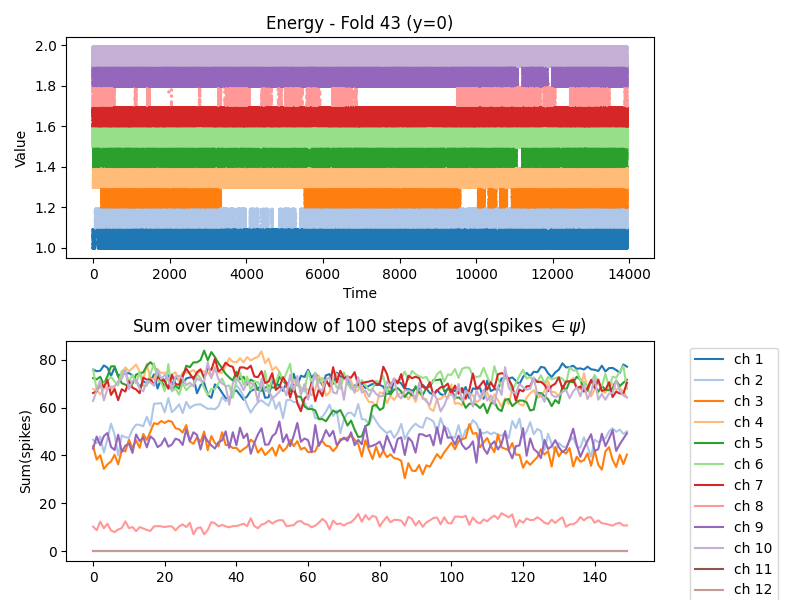 Energy - Fold 43 (y=0)
Value
2.0
1.8
1.6
1.4
1.2
1.0
0 2000 4000 6000 8000 10000 12000 14000
Time
Sum over timewindow of 100 steps of avg(spikes ∈ ψ)
Sum(spikes)
80
60
40
20
0
0 20 40 60 80 100 120 140
ch 1
ch 2
ch 3
ch 4
ch 5
ch 6
ch 7
ch 8
ch 9
ch 10
ch 11
ch 12